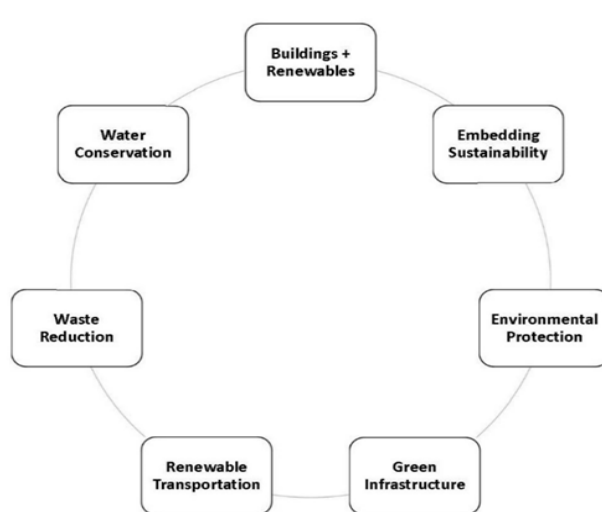 Buildings +
Renewables
Embedding
Sustainability
Environmental
Protection
Green
Infrastructure
Renewable
Transportation
Waste
Reduction
Water
Conservation